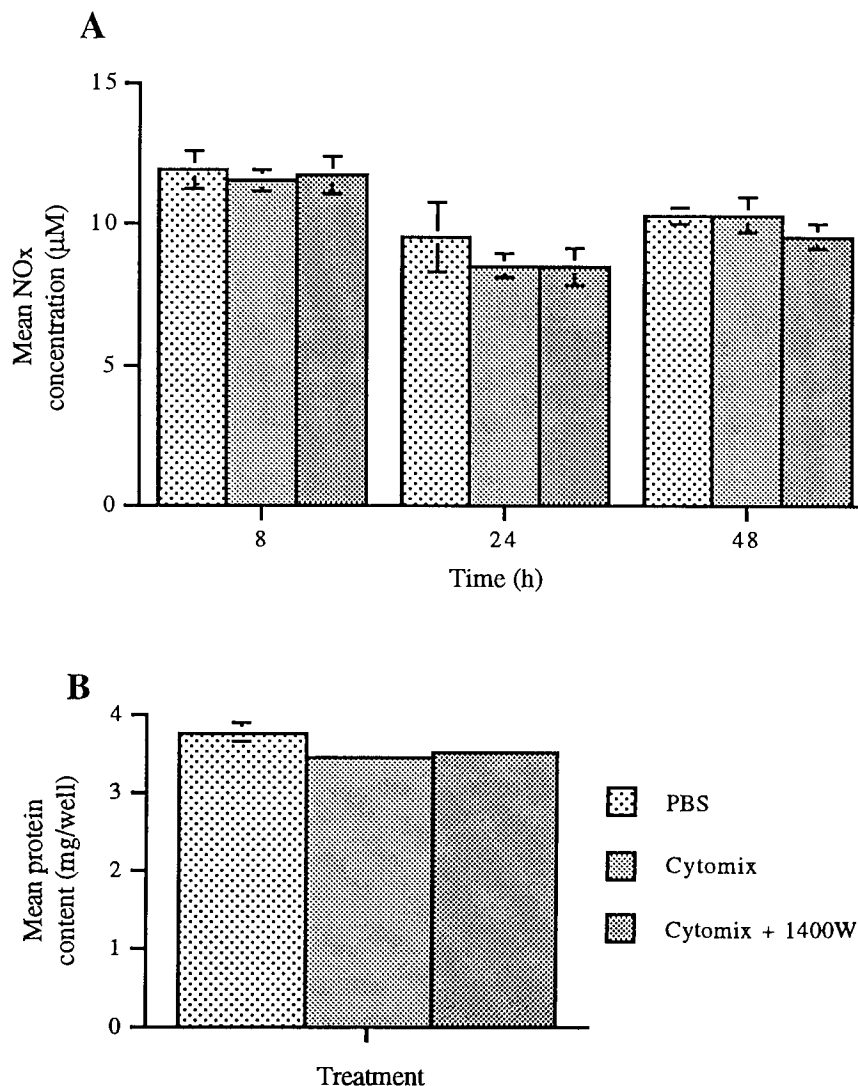 A
15
10
5
0
Mean NOx
concentration (µM)
8 24 48
Time (h)
B
4
3
2
1
0
Mean protein
content (mg/well)
Treatment
PBS
Cytomix
Cytomix + 1400W